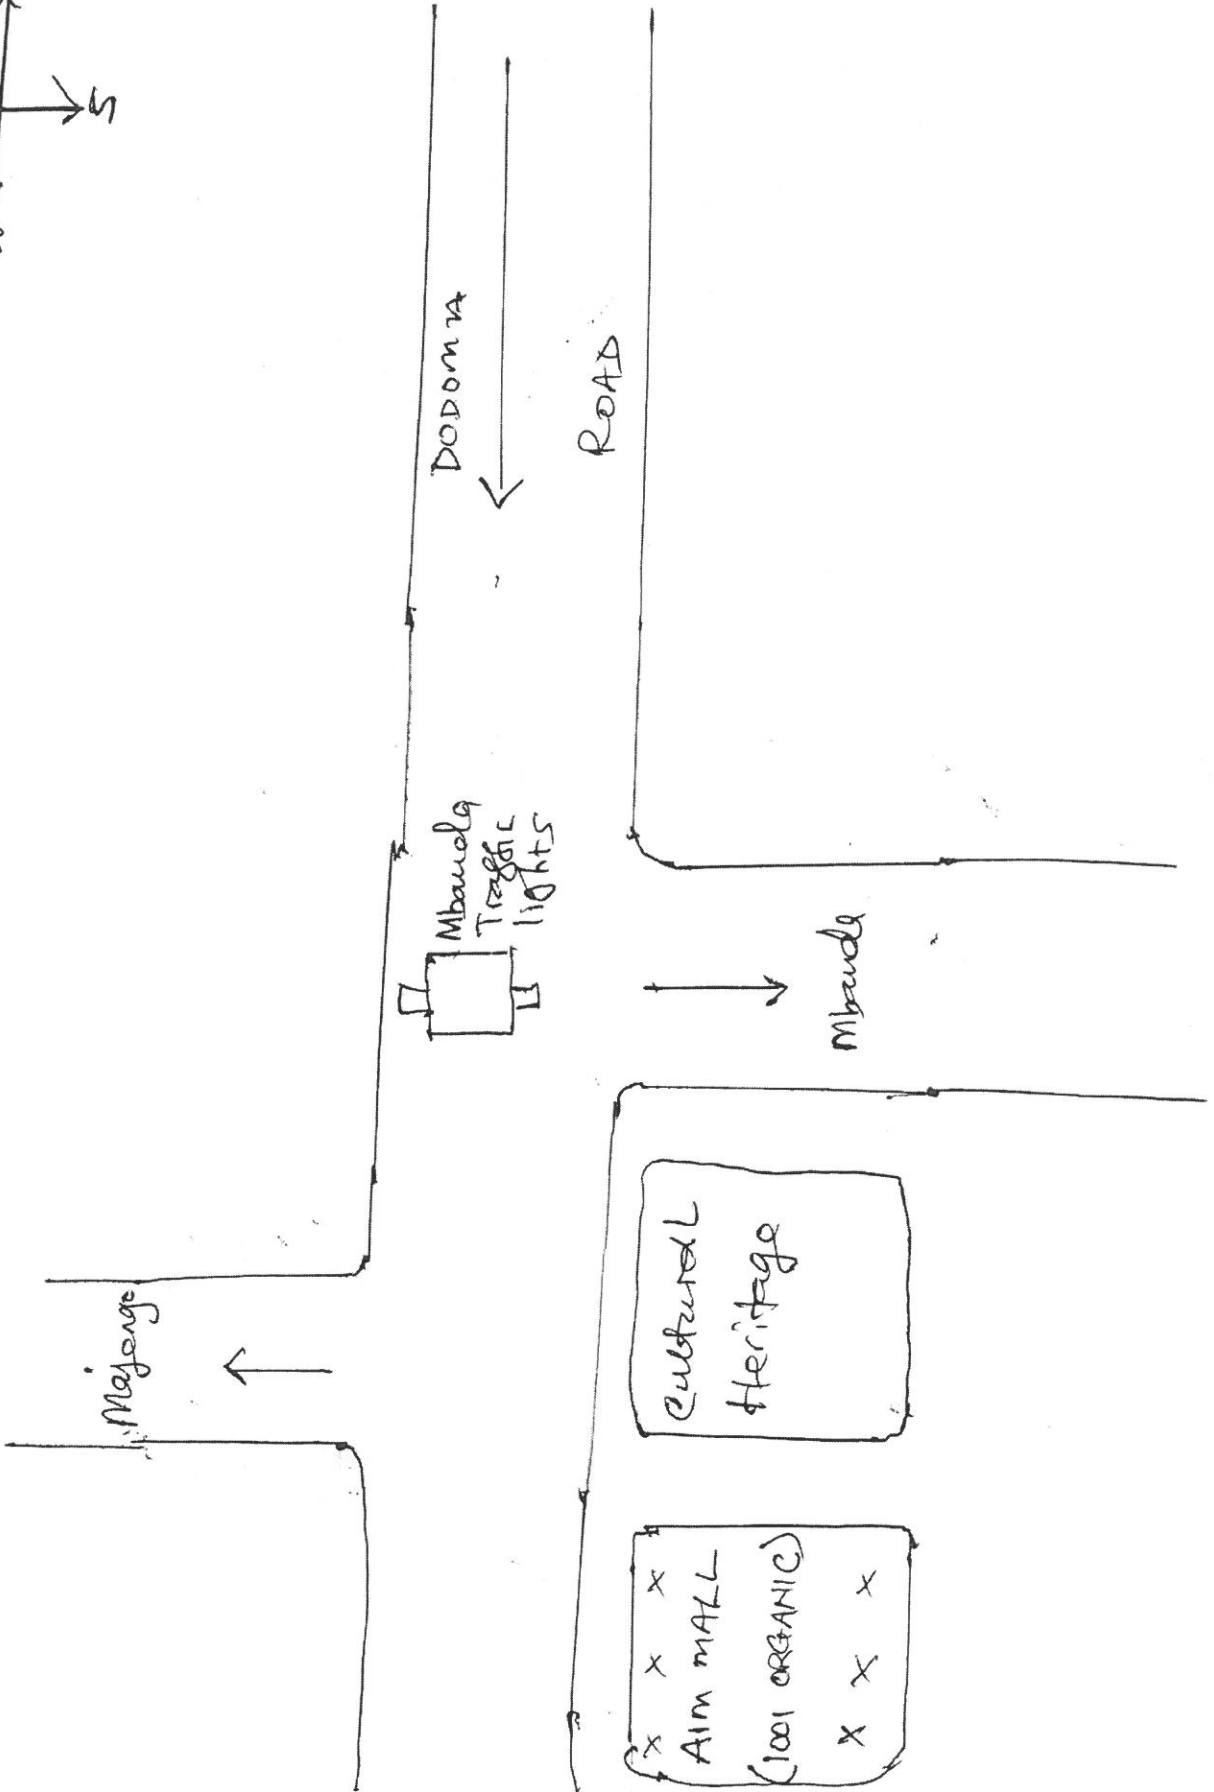 S
DODOMA
ROAD
Mbauda
Traffic
lights
Mbauda
Majengo
Cultural
Heritage
X X X
AIM MALL
(1001 ORGANIC)
X X X